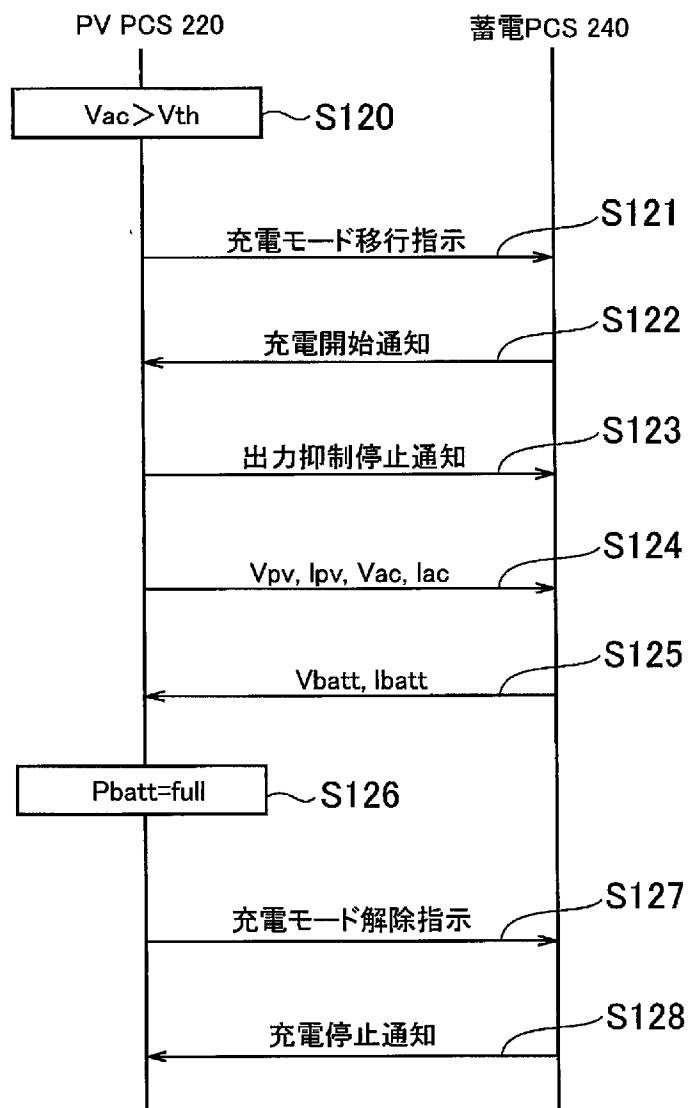 PV PCS 220
蓄電PCS 240
Vac＞Vth
S120
S121
充電モード移行指示
S122
充電開始通知
S123
出力抑制停止通知
S124
Vpv, Ipv, Vac, Iac
S125
Vbatt, Ibatt
Pbatt=full
S126
S127
充電モード解除指示
S128
充電停止通知